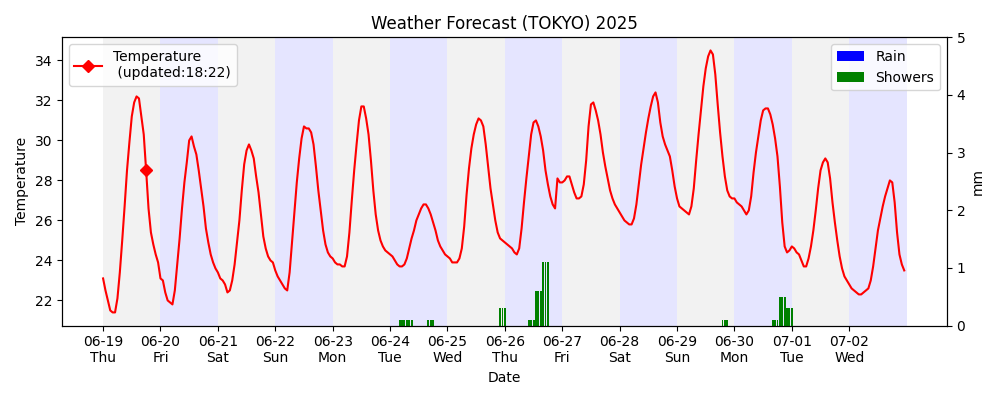 Weather Forecast (TOKYO) 2025
Temperature
(updated:18:22)
Rain
Showers
34
32
30
28
26
24
22
Temperature
5
4
3
2
1
0
mm
06-19 06-20 06-21 06-22 06-23 06-24 06-25 06-26 06-27 06-28 06-29 06-30 07-01 07-02
Thu Fri Sat Sun Mon Tue Wed Thu Fri Sat Sun Mon Tue Wed
Date